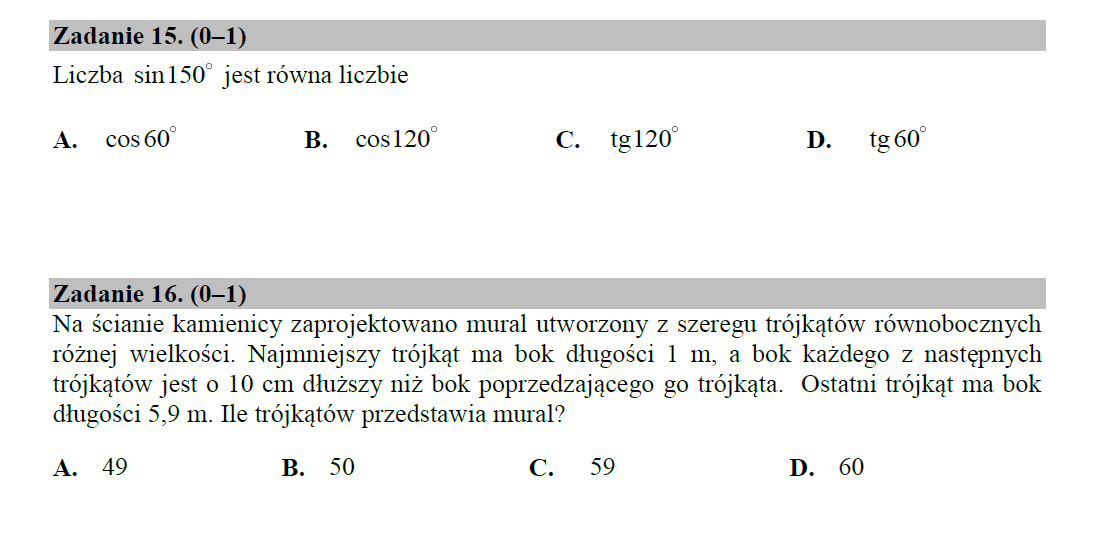 Zadanie 15. (0–1)
Liczba sin150° jest równa liczbie
A. cos60° B. cos120° C. tg120° D. tg60°
Zadanie 16. (0–1)
Na ścianie kamienicy zaprojektowano mural utworzony z szeregu trójkątów równobocznych
różnej wielkości. Najmniejszy trójkąt ma bok długości 1 m, a bok każdego z następnych
trójkątów jest o 10 cm dłuższy niż bok poprzedzającego go trójkąta. Ostatni trójkąt ma bok
długości 5,9 m. Ile trójkątów przedstawia mural?
A. 49 B. 50 C. 59 D. 60